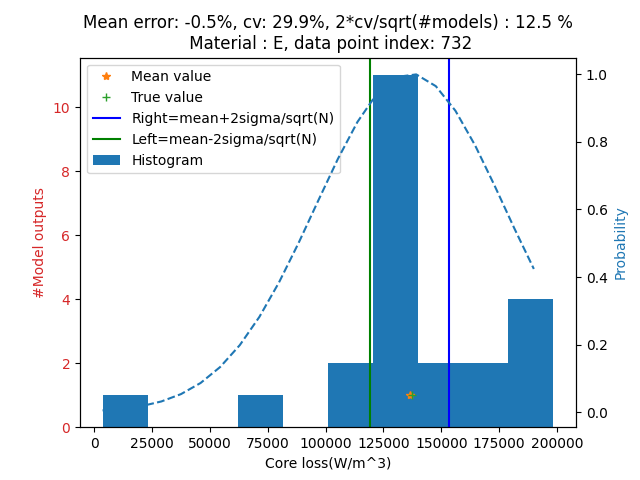 Mean error: -0.5%, cv: 29.9%, 2*cv/sqrt(#models) : 12.5 %
Material : E, data point index: 732
Mean value
True value
Right=mean+2sigma/sqrt(N)
Left=mean-2sigma/sqrt(N)
Histogram
#Model outputs
10
8
6
4
2
0
Probability
1.0
0.8
0.6
0.4
0.2
0.0
0 25000 50000 75000 100000 125000 150000 175000 200000
Core loss(W/m^3)